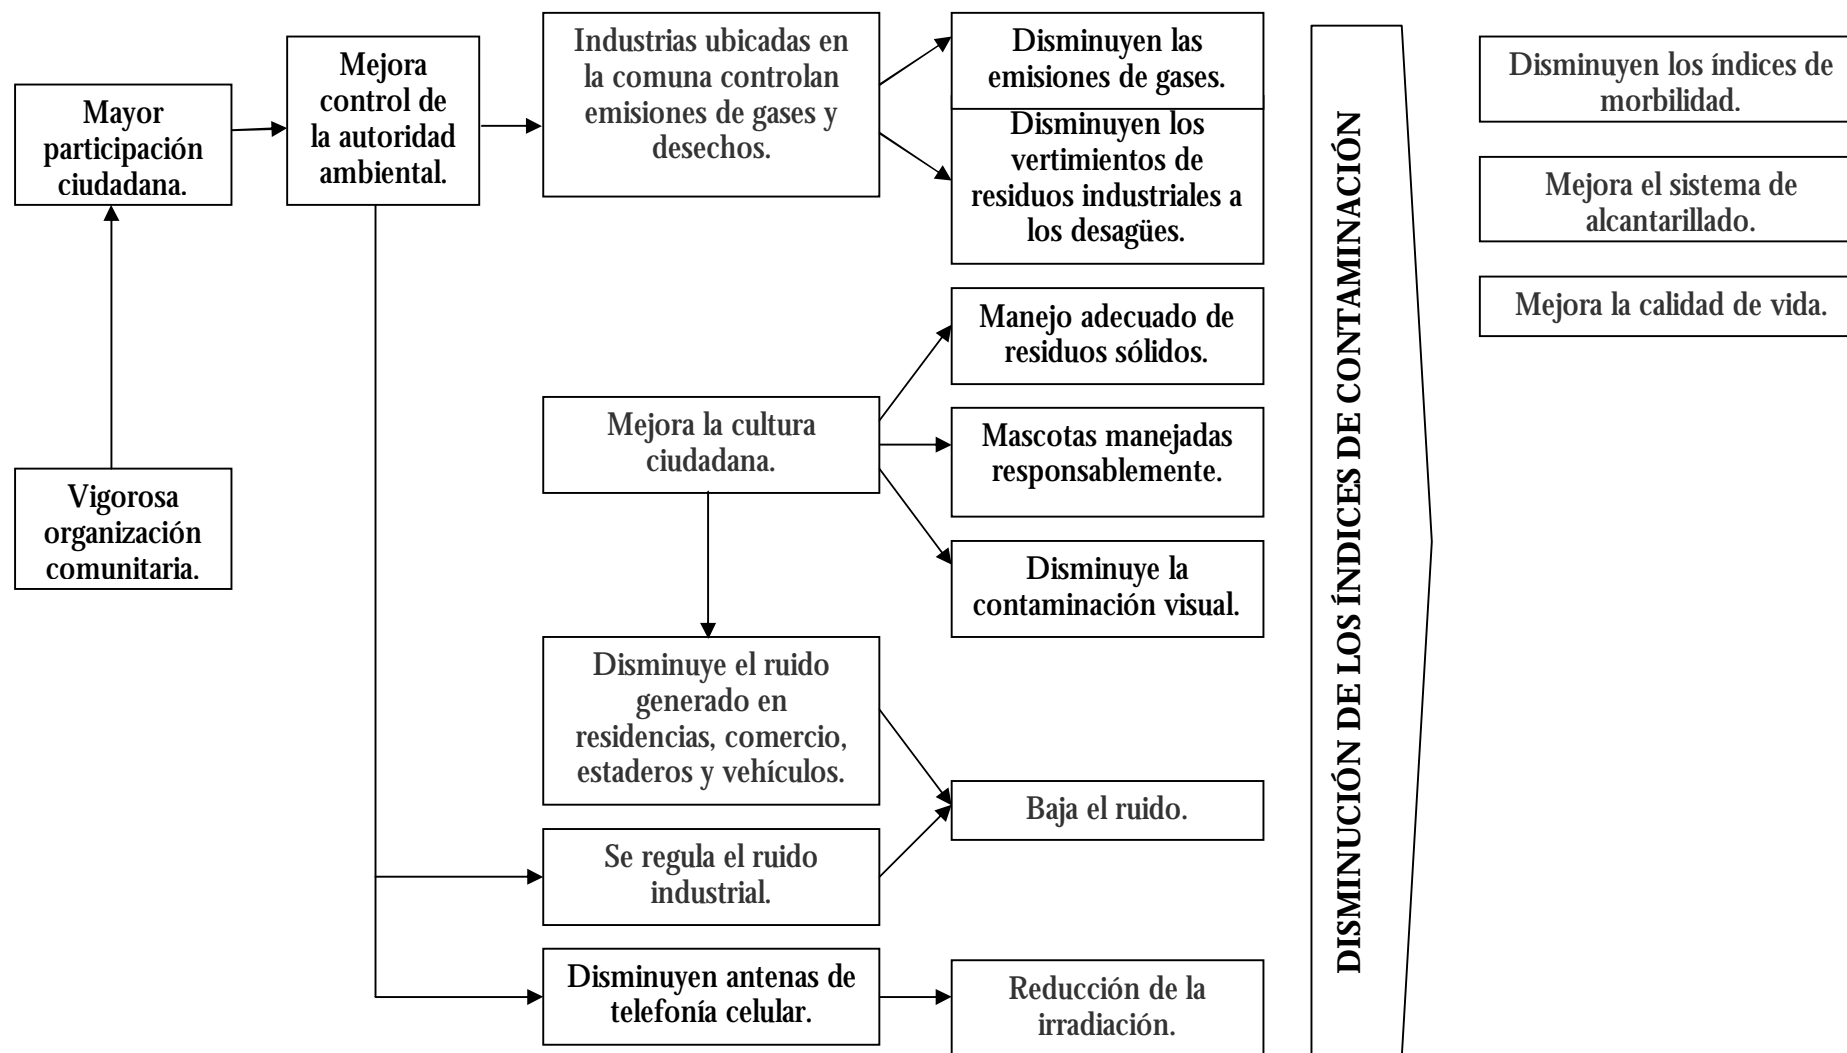 Mayor
participación
ciudadana.
Vigorosa
organización
comunitaria.
Mejora
control de
la autoridad
ambiental.
Industrias ubicadas en
la comuna controlan
emisiones de gases y
desechos.
Mejora la cultura
ciudadana.
Disminuye el ruido
generado en
residencias, comercio,
estaderos y vehículos.
Se regula el ruido
industrial.
Disminuyen antenas de
telefonía celular.
Disminuyen las
emisiones de gases.
Disminuyen los
vertimientos de
residuos industriales a
los desagües.
Manejo adecuado de
residuos sólidos.
Mascotas manejadas
responsablemente.
Disminuye la
contaminación visual.
Baja el ruido.
Reducción de la
irradiación.
DISMINUCIÓN DE LOS ÍNDICES DE CONTAMINACIÓN
Disminuyen los índices de
morbilidad.
Mejora el sistema de
alcantarillado.
Mejora la calidad de vida.